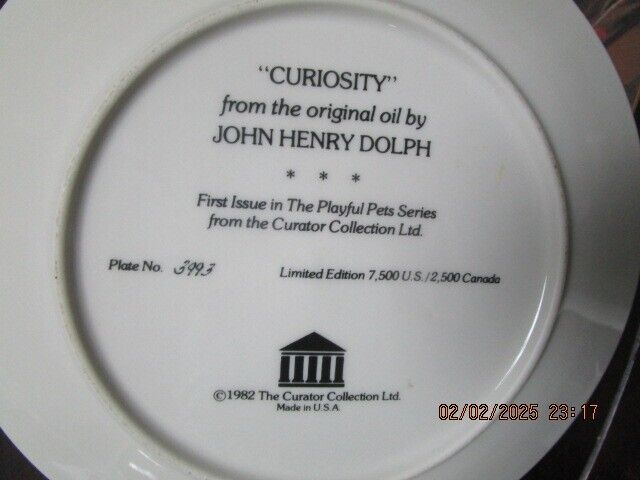 “CURIOSITY”
from the original oil by
JOHN HENRY DOLPH
* * *
First Issue in The Playful Pets Series
from the Curator Collection Ltd.
Plate No. 3993 Limited Edition 7,500 U.S./2,500 Canada
©1982 The Curator Collection Ltd.
Made in U.S.A.
02/02/2025 23:17